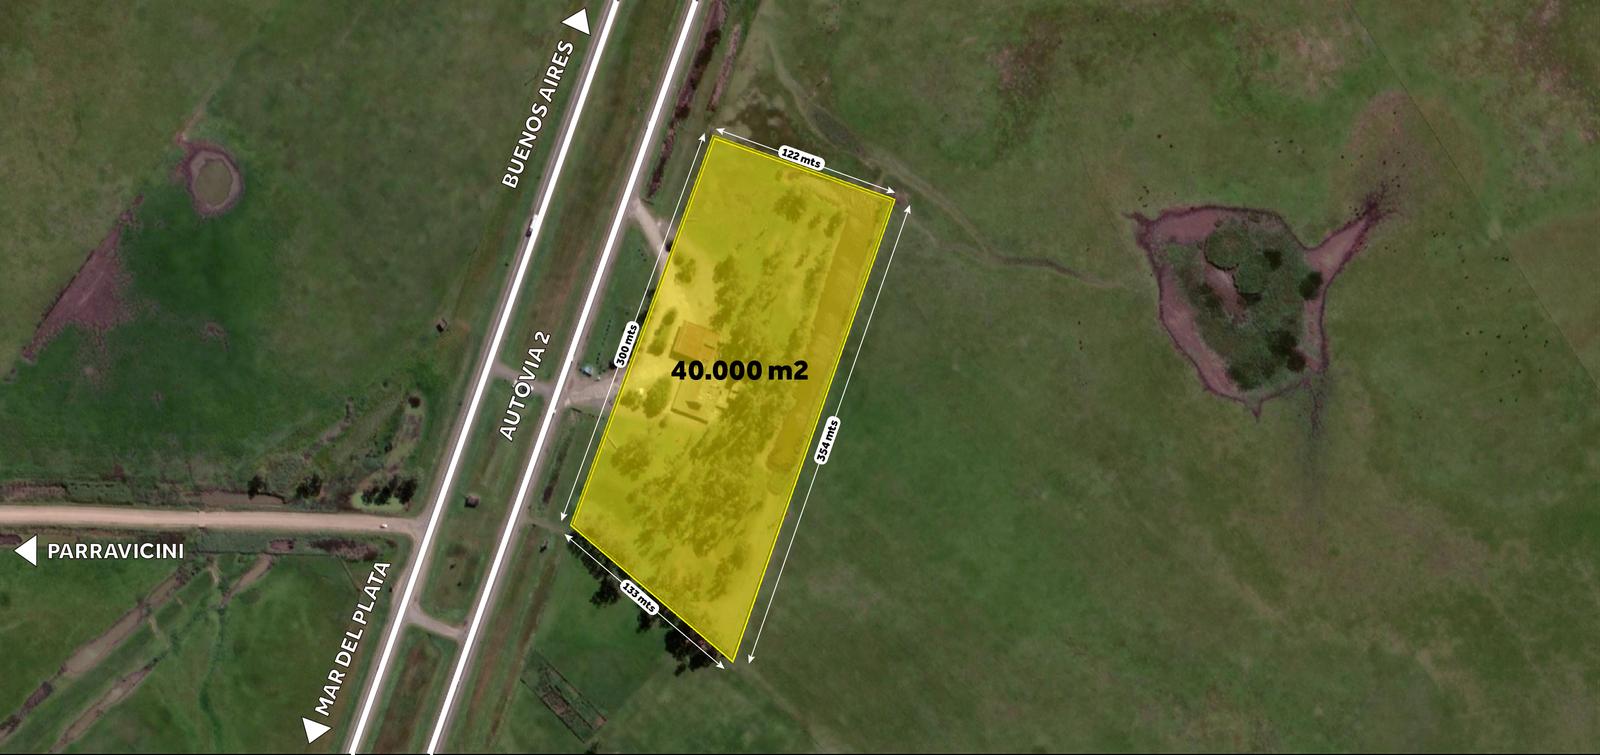 BUENOS AIRES
122 mts
300 mts
AUTOVIA 2
40.000 m2
354 mts
PARRAVICINI
133 mts
MAR DEL PLATA